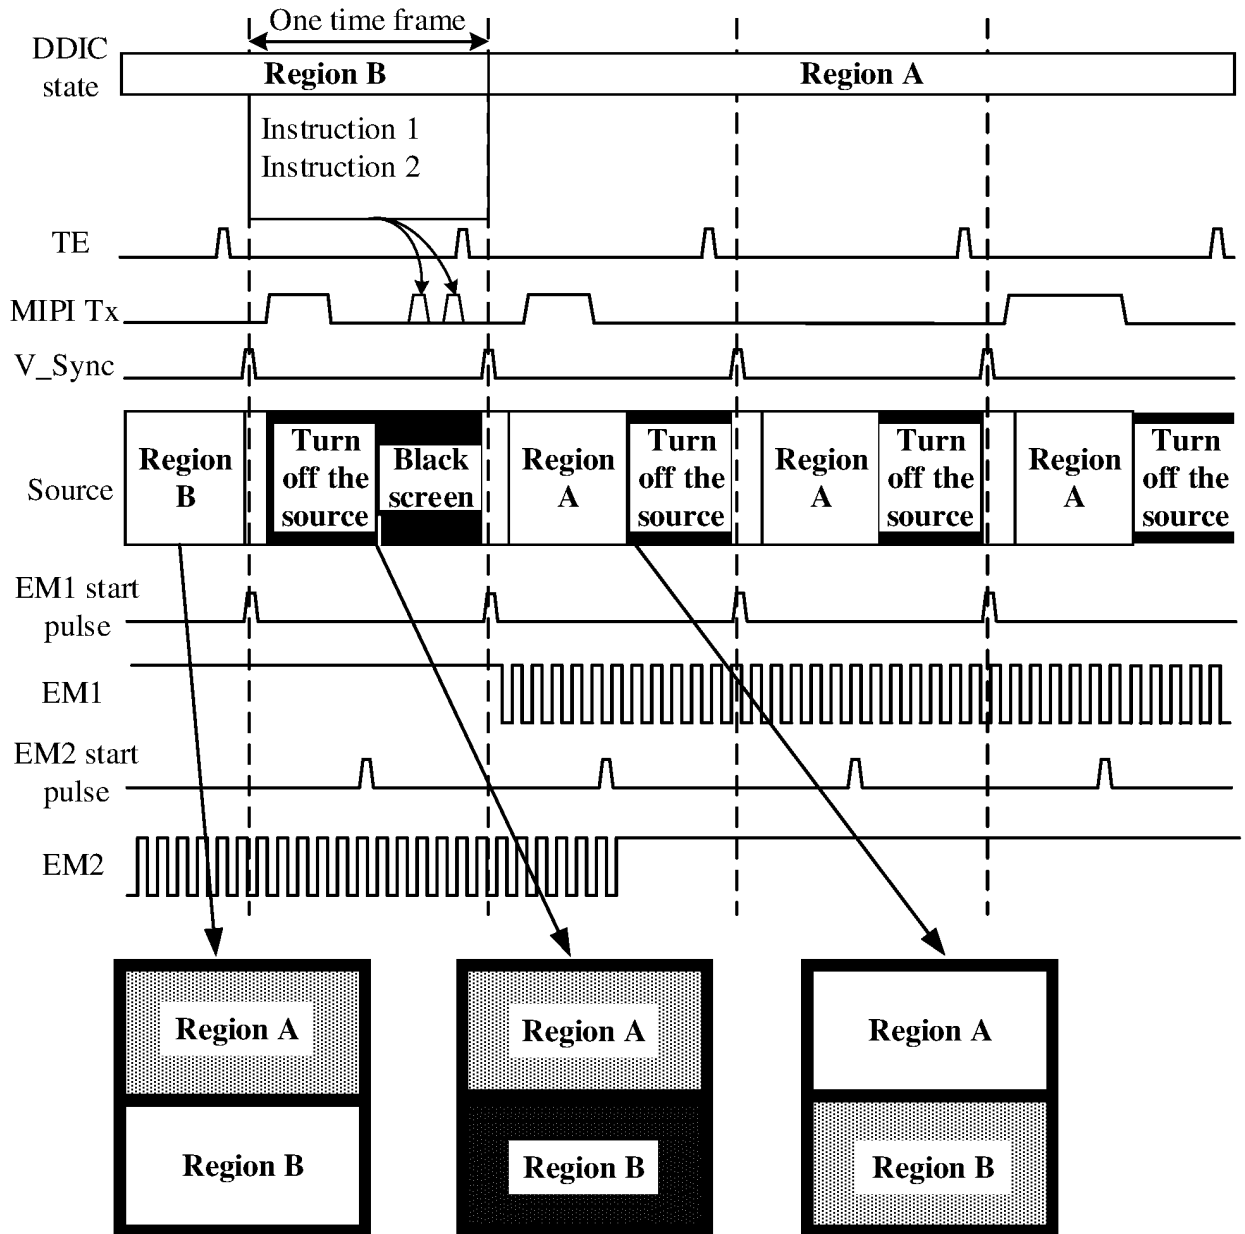 One time frame
DDIC
state
Region B
Region A
Instruction 1
Instruction 2
TE
MIPI Tx
V_Sync
Source
Region
B
Turn
off the
source
Black
screen
Region
A
Turn
off the
source
Region
A
Turn
off the
source
Region
A
Turn
off the
source
EM1 start
pulse
EM1
EM2 start
pulse
EM2
Region A
Region B
Region A
Region B
Region A
Region B